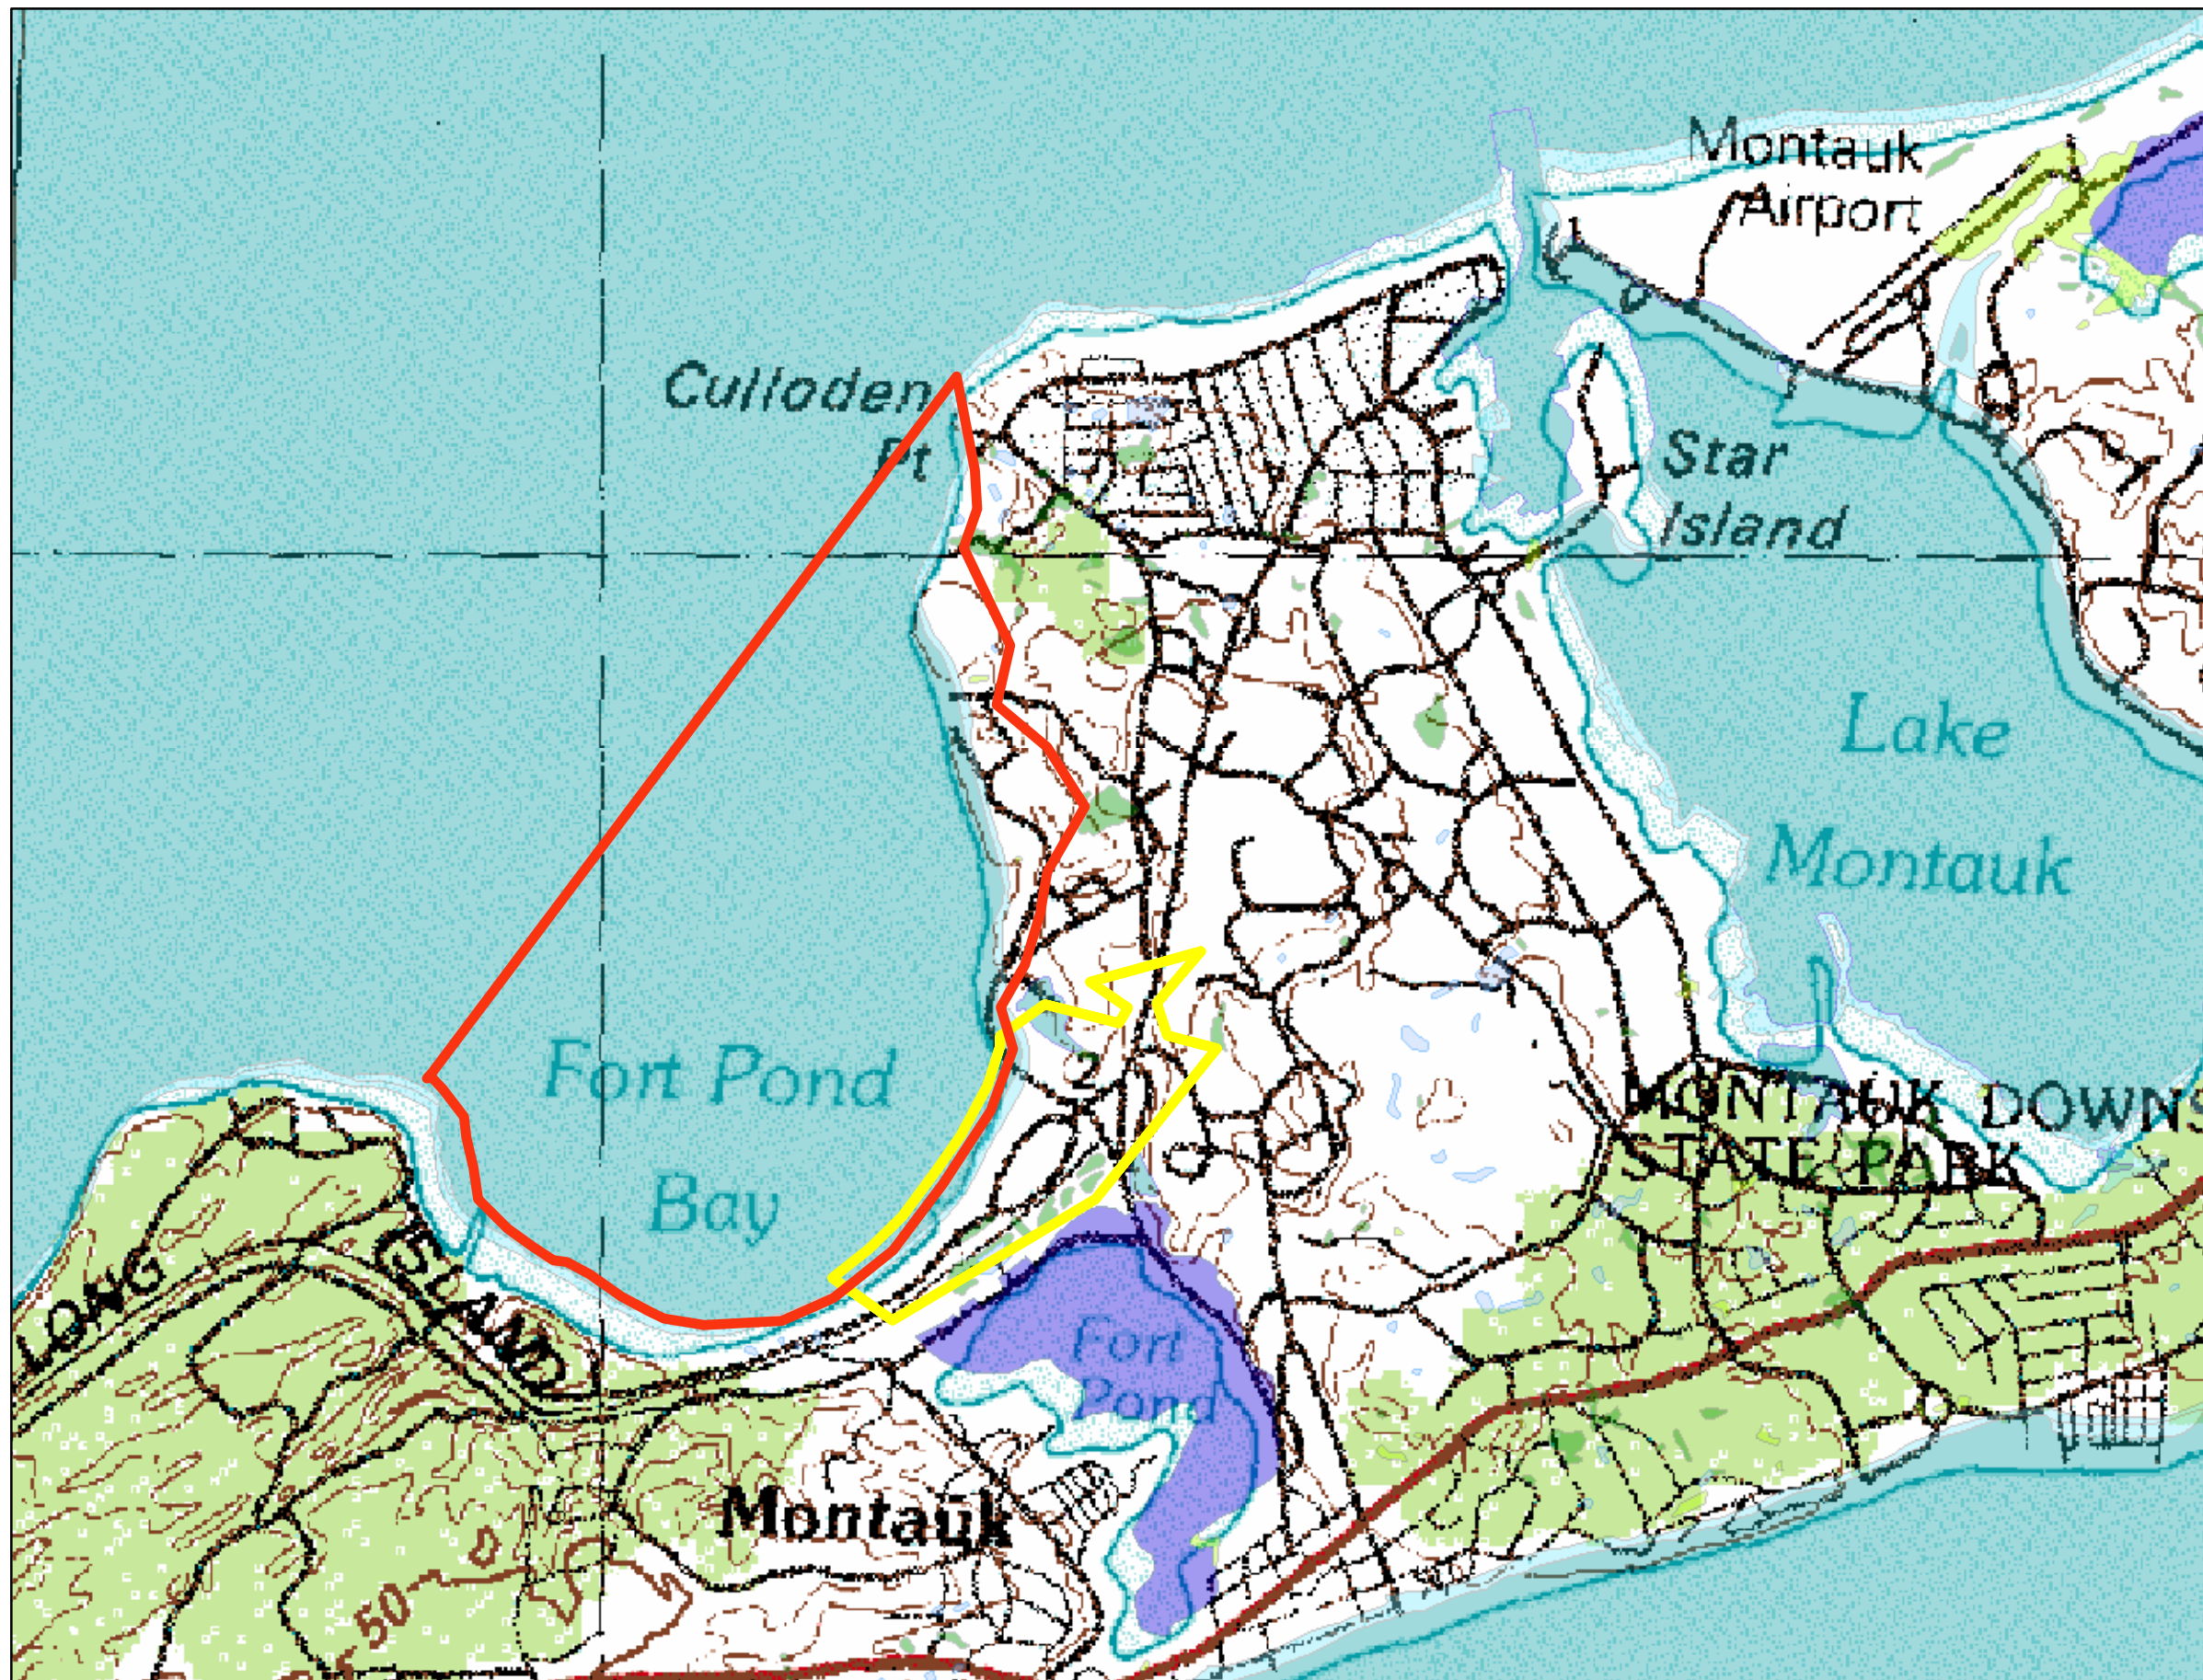 Montauk
Airport
1
Culloden
Pt
Star
Island
Lake
Montauk
Fort Pond
Bay
2
MONTAUK DOWNS
STATE PARK
LONG
ISLAND
Fort
Pond
Montauk
50